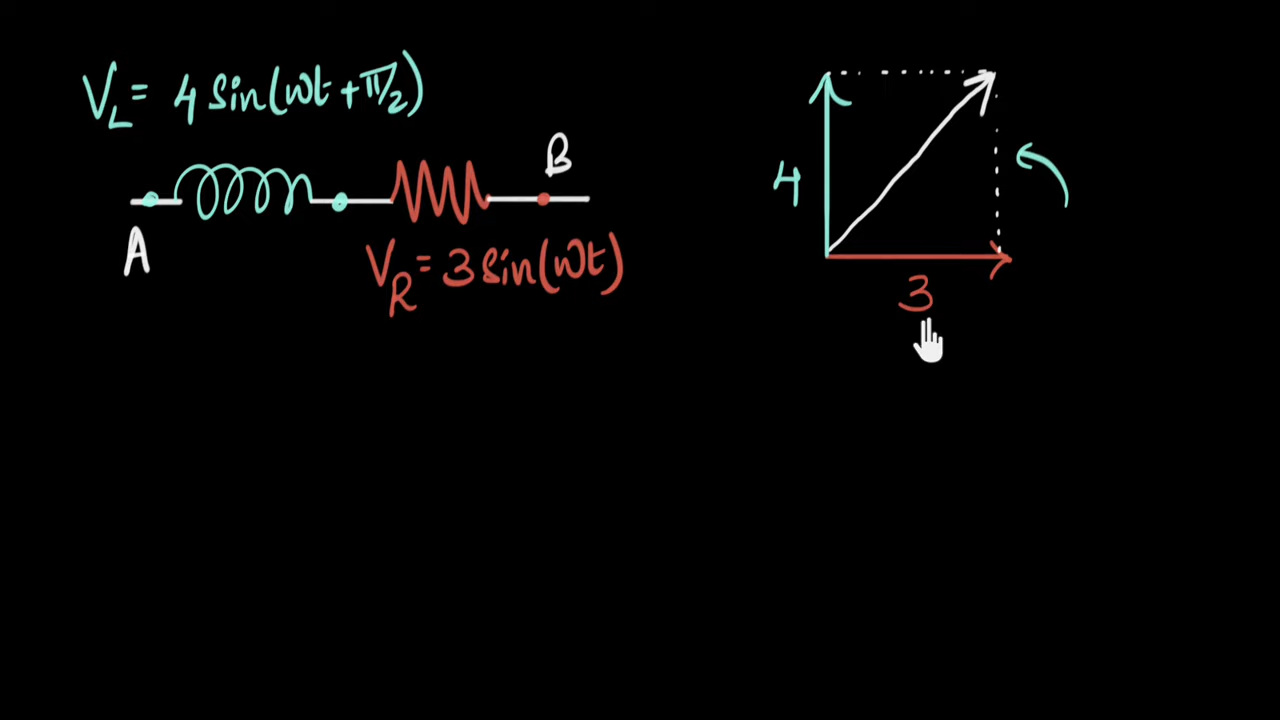 V_L = 4 sin(ωt + π/2)
B
A
V_R = 3 sin(ωt)
4
3